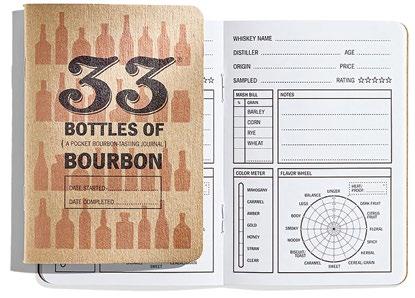 33
BOTTLES OF
{ A POCKET BOURBON-TASTING JOURNAL }
BOURBON
DATE STARTED
DATE COMPLETED
WHISKEY NAME
DISTILLER AGE
ORIGIN PRICE
SAMPLED RATING ☆☆☆☆☆
MASH BILL
% GRAIN
BARLEY
CORN
RYE
WHEAT
NOTES
COLOR METER
MAHOGANY
CARAMEL
AMBER
GOLD
HONEY
STRAW
CLEAR
FLAVOR WHEEL
HEAT/
PROOF:
LINGER
BALANCE
DARK FRUIT
LEGS
CITRUS
FRUIT
BODY
FLORAL
SMOKY
SPICY
WOODY
HERBAL
BISCUIT/
TOAST
CEREAL/GRAIN
CARAMEL
SWEET